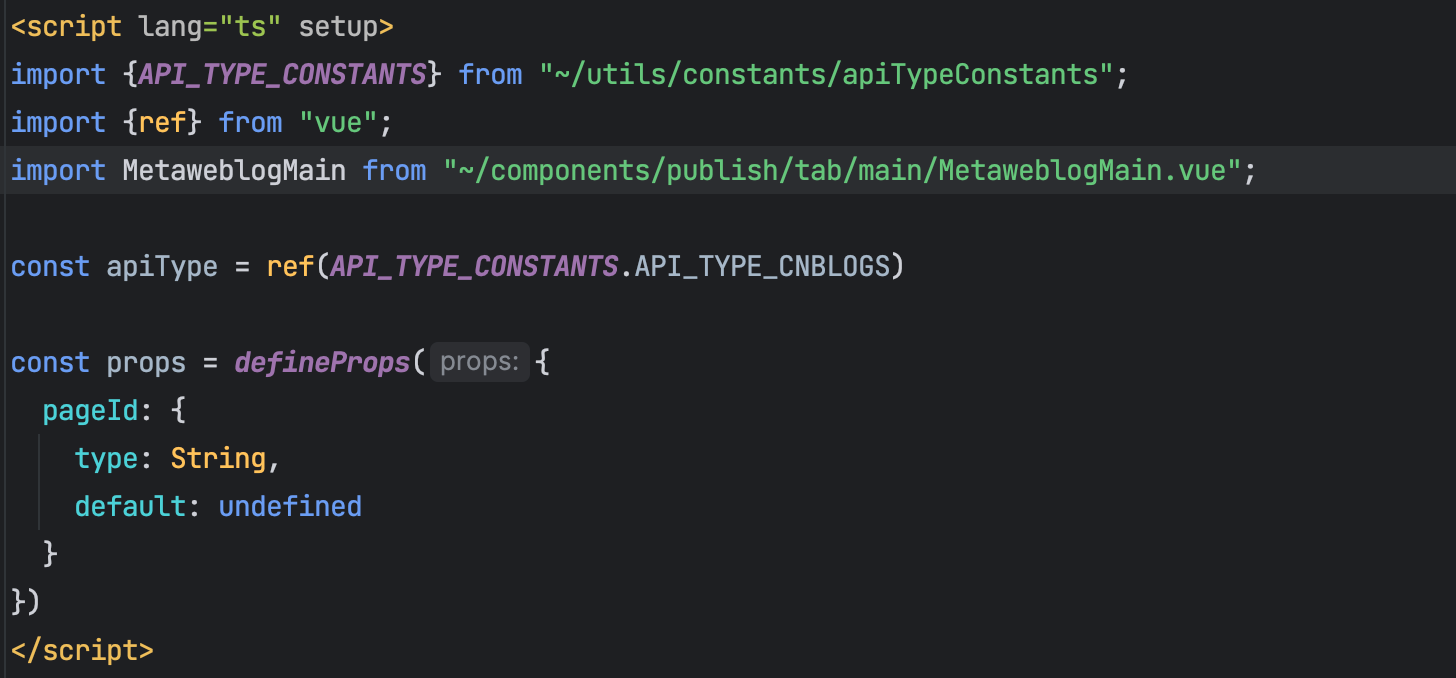 <script lang="ts" setup>
import {API_TYPE_CONSTANTS} from "~/utils/constants/apiTypeConstants";
import {ref} from "vue";
import MetaweblogMain from "~/components/publish/tab/main/MetaweblogMain.vue";
const apiType = ref(API_TYPE_CONSTANTS.API_TYPE_CNBLOGS)
const props = defineProps( props: {
  pageId: {
    type: String,
    default: undefined
  }
})
</script>